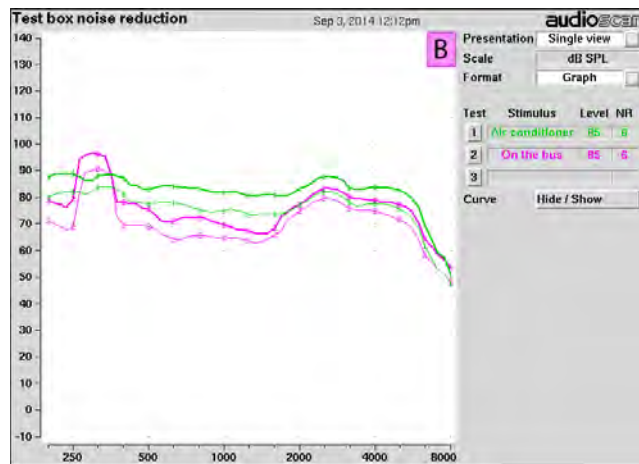 Test box noise reduction Sep 3, 2014 12:12pm audioscan
B
Presentation Single view
Scale dB SPL
Format Graph
Test Stimulus Level NR
1 Air conditioner 85 6
2 On the bus 85 6
3
Curve Hide / Show
140
130
120
110
100
90
80
70
60
50
40
30
20
10
0
-10
250 500 1000 2000 4000 8000